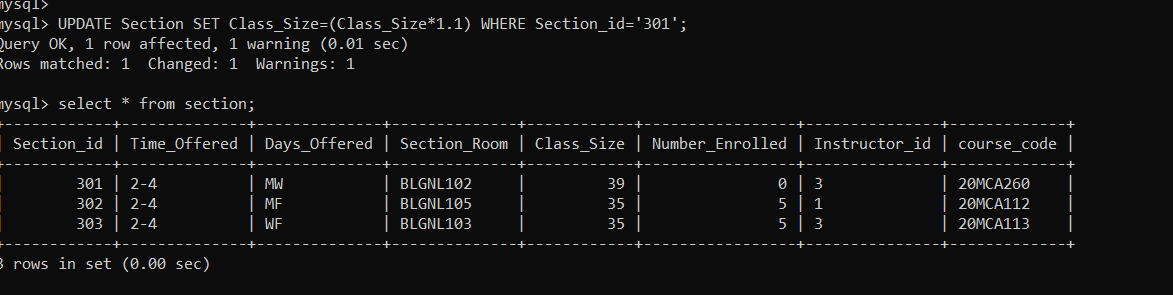 mysql>
mysql> UPDATE Section SET Class_Size=(Class_Size*1.1) WHERE Section_id='301';
Query OK, 1 row affected, 1 warning (0.01 sec)
Rows matched: 1  Changed: 1  Warnings: 1
mysql> select * from section;
+------------+--------------+--------------+--------------+------------+-----------------+---------------+-------------+
| Section_id | Time_Offered | Days_Offered | Section_Room | Class_Size | Number_Enrolled | Instructor_id | course_code |
+------------+--------------+--------------+--------------+------------+-----------------+---------------+-------------+
|        301 | 2-4          | MW           | BLGNL102     |         39 |               0 | 3             | 20MCA260    |
|        302 | 2-4          | MF           | BLGNL105     |         35 |               5 | 1             | 20MCA112    |
|        303 | 2-4          | WF           | BLGNL103     |         35 |               5 | 3             | 20MCA113    |
+------------+--------------+--------------+--------------+------------+-----------------+---------------+-------------+
3 rows in set (0.00 sec)